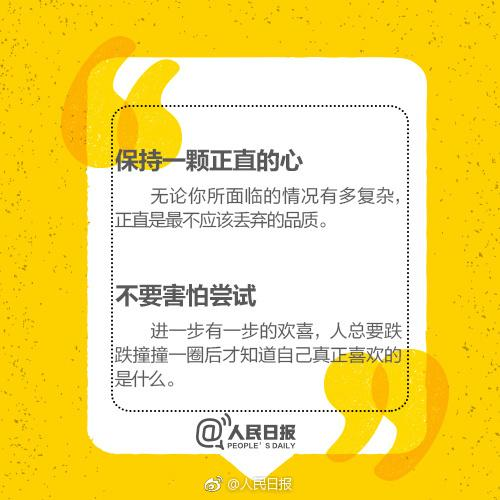 保持一颗正直的心
无论你所面临的情况有多复杂，
正直是最不应该丢弃的品质。
不要害怕尝试
进一步有一步的欢喜，人总要跌
跌撞撞一圈后才知道自己真正喜欢的
是什么。
@人民日报
PEOPLE'S DAILY
@人民日报